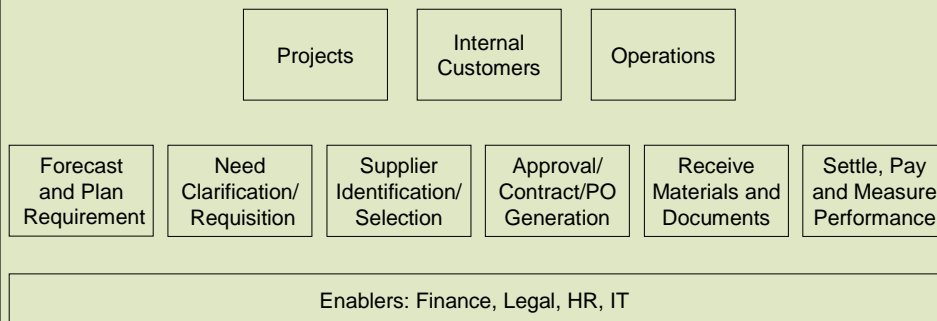 Projects
Internal
Customers
Operations
Forecast
and Plan
Requirement
Need
Clarification/
Requisition
Supplier
Identification/
Selection
Approval/
Contract/PO
Generation
Receive
Materials and
Documents
Settle, Pay
and Measure
Performance
Enablers: Finance, Legal, HR, IT